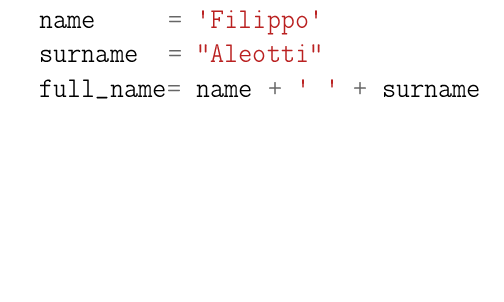 name     = 'Filippo'
surname  = "Aleotti"
full_name= name + ' ' + surname